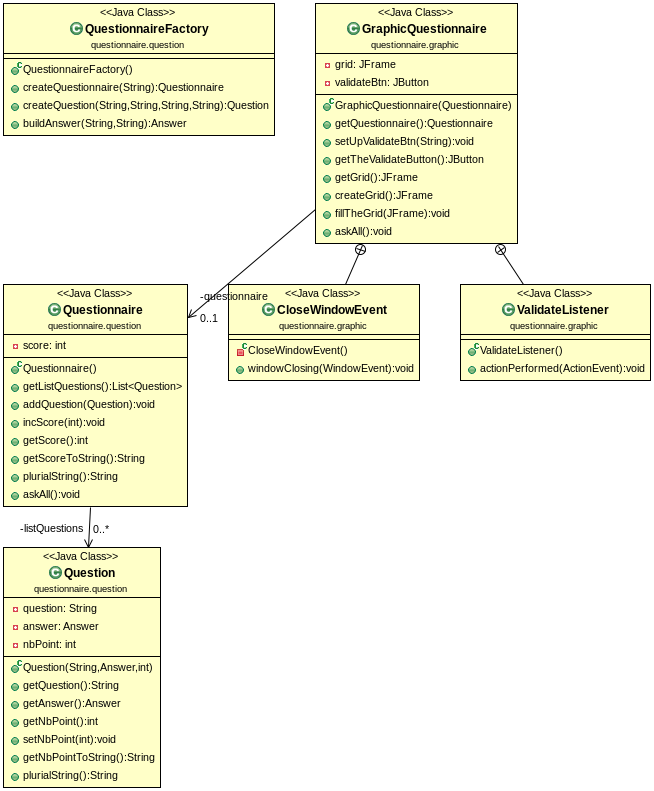 <<Java Class>>
QuestionnaireFactory
questionnaire.question
QuestionnaireFactory()
createQuestionnaire(String):Questionnaire
createQuestion(String,String,String,String):Question
buildAnswer(String,String):Answer
<<Java Class>>
GraphicQuestionnaire
questionnaire.graphic
grid: JFrame
validateBtn: JButton
GraphicQuestionnaire(Questionnaire)
getQuestionnaire():Questionnaire
setUpValidateBtn(String):void
getTheValidateButton():JButton
getGrid():JFrame
createGrid():JFrame
fillTheGrid(JFrame):void
askAll():void
-questionnaire
0..1
<<Java Class>>
Questionnaire
questionnaire.question
score: int
Questionnaire()
getListQuestions():List<Question>
addQuestion(Question):void
incScore(int):void
getScore():int
getScoreToString():String
plurialString():String
askAll():void
<<Java Class>>
CloseWindowEvent
questionnaire.graphic
CloseWindowEvent()
windowClosing(WindowEvent):void
<<Java Class>>
ValidateListener
questionnaire.graphic
ValidateListener()
actionPerformed(ActionEvent):void
-listQuestions
0..*
<<Java Class>>
Question
questionnaire.question
question: String
answer: Answer
nbPoint: int
Question(String,Answer,int)
getQuestion():String
getAnswer():Answer
getNbPoint():int
setNbPoint(int):void
getNbPointToString():String
plurialString():String